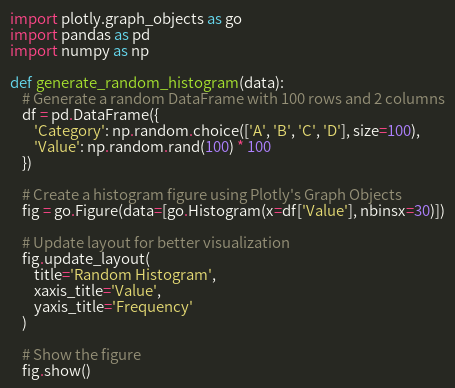 import plotly.graph_objects as go
import pandas as pd
import numpy as np

def generate_random_histogram(data):
    # Generate a random DataFrame with 100 rows and 2 columns
    df = pd.DataFrame({
        'Category': np.random.choice(['A', 'B', 'C', 'D'], size=100),
        'Value': np.random.rand(100) * 100
    })

    # Create a histogram figure using Plotly's Graph Objects
    fig = go.Figure(data=[go.Histogram(x=df['Value'], nbinsx=30)])

    # Update layout for better visualization
    fig.update_layout(
        title='Random Histogram',
        xaxis_title='Value',
        yaxis_title='Frequency'
    )

    # Show the figure
    fig.show()